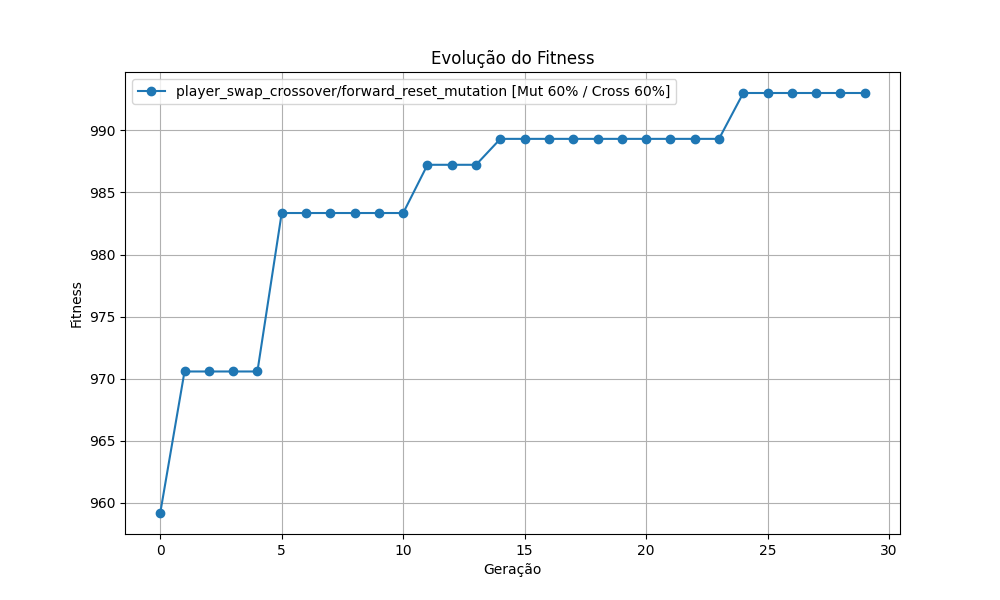 Evolução do Fitness
player_swap_crossover/forward_reset_mutation [Mut 60% / Cross 60%]
990
985
980
975
970
965
960
Fitness
0 5 10 15 20 25 30
Geração